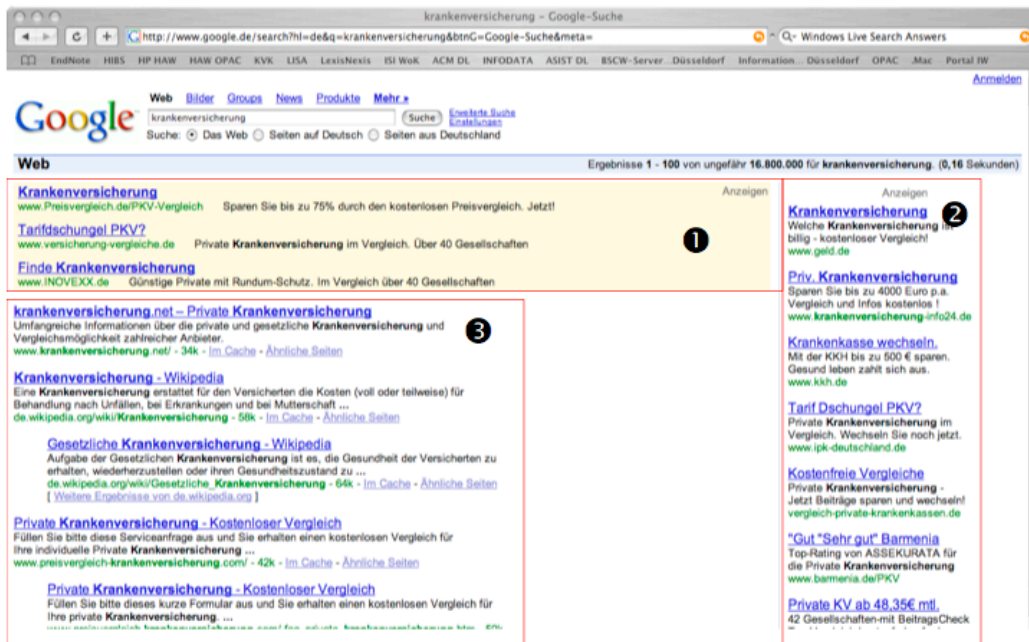 krankenversicherung – Google-Suche
http://www.google.de/search?hl=de&q=krankenversicherung&btnG=Google-Suche&meta=
Windows Live Search Answers
EndNote HIBS HP HAW HAW OPAC KVK LISA LexisNexis ISI WoK ACM DL INFODATA ASIST DL BSCW-Server...Düsseldorf Information... Düsseldorf OPAC .Mac Portal IW
Anmelden
Google
Web Bilder Groups News Produkte Mehr »
krankenversicherung Suche Erweiterte Suche
Einstellungen
Suche: Das Web Seiten auf Deutsch Seiten aus Deutschland
Web Ergebnisse 1 - 100 von ungefähr 16.800.000 für krankenversicherung. (0,16 Sekunden)
Krankenversicherung Anzeigen
www.Preisvergleich.de/PKV-Vergleich Sparen Sie bis zu 75% durch den kostenlosen Preisvergleich. Jetzt!
Tarifdschungel PKV?
www.versicherung-vergleiche.de Private Krankenversicherung im Vergleich. Über 40 Gesellschaften
1
Finde Krankenversicherung
www.INOVEXX.de Günstige Private mit Rundum-Schutz. Im Vergleich über 40 Gesellschaften
krankenversicherung.net – Private Krankenversicherung
Umfangreiche Informationen über die private und gesetzliche Krankenversicherung und
Vergleichsmöglichkeit zahlreicher Anbieter.
www.krankenversicherung.net/ - 34k - Im Cache - Ähnliche Seiten
3
Krankenversicherung - Wikipedia
Eine Krankenversicherung erstattet für den Versicherten die Kosten (voll oder teilweise) für
Behandlung nach Unfällen, bei Erkrankungen und bei Mutterschaft ...
de.wikipedia.org/wiki/Krankenversicherung - 58k - Im Cache - Ähnliche Seiten
Gesetzliche Krankenversicherung - Wikipedia
Aufgabe der Gesetzlichen Krankenversicherung ist es, die Gesundheit der Versicherten zu
erhalten, wiederherzustellen oder ihren Gesundheitszustand zu ...
de.wikipedia.org/wiki/Gesetzliche_Krankenversicherung - 64k - Im Cache - Ähnliche Seiten
[ Weitere Ergebnisse von de.wikipedia.org ]
Private Krankenversicherung - Kostenloser Vergleich
Füllen Sie bitte diese Serviceanfrage aus und Sie erhalten einen kostenlosen Vergleich für
Ihre individuelle Private Krankenversicherung ...
www.preisvergleich-krankenversicherung.com/ - 42k - Im Cache - Ähnliche Seiten
Private Krankenversicherung - Kostenloser Vergleich
Füllen Sie bitte dieses kurze Formular aus und Sie erhalten einen kostenlosen Vergleich für
Ihre private Krankenversicherung. ...
Anzeigen
Krankenversicherung
2
Welche Krankenversicherung ist
billig - kostenloser Vergleich!
www.geld.de
Priv. Krankenversicherung
Sparen Sie bis zu 4000 Euro p.a.
Vergleich und Infos kostenlos !
www.krankenversicherung-info24.de
Krankenkasse wechseln.
Mit der KKH bis zu 500 € sparen.
Gesund leben zahlt sich aus.
www.kkh.de
Tarif Dschungel PKV?
Private Krankenversicherung im
Vergleich. Wechseln Sie noch jetzt.
www.ipk-deutschland.de
Kostenfreie Vergleiche
Private Krankenversicherung -
Jetzt Beiträge sparen und wechseln!
vergleich-private-krankenkassen.de
"Gut "Sehr gut" Barmenia
Top-Rating von ASSEKURATA für
die Private Krankenversicherung
www.barmenia.de/PKV
Private KV ab 48,35€ mtl.
42 Gesellschaften-mit BeitragsCheck